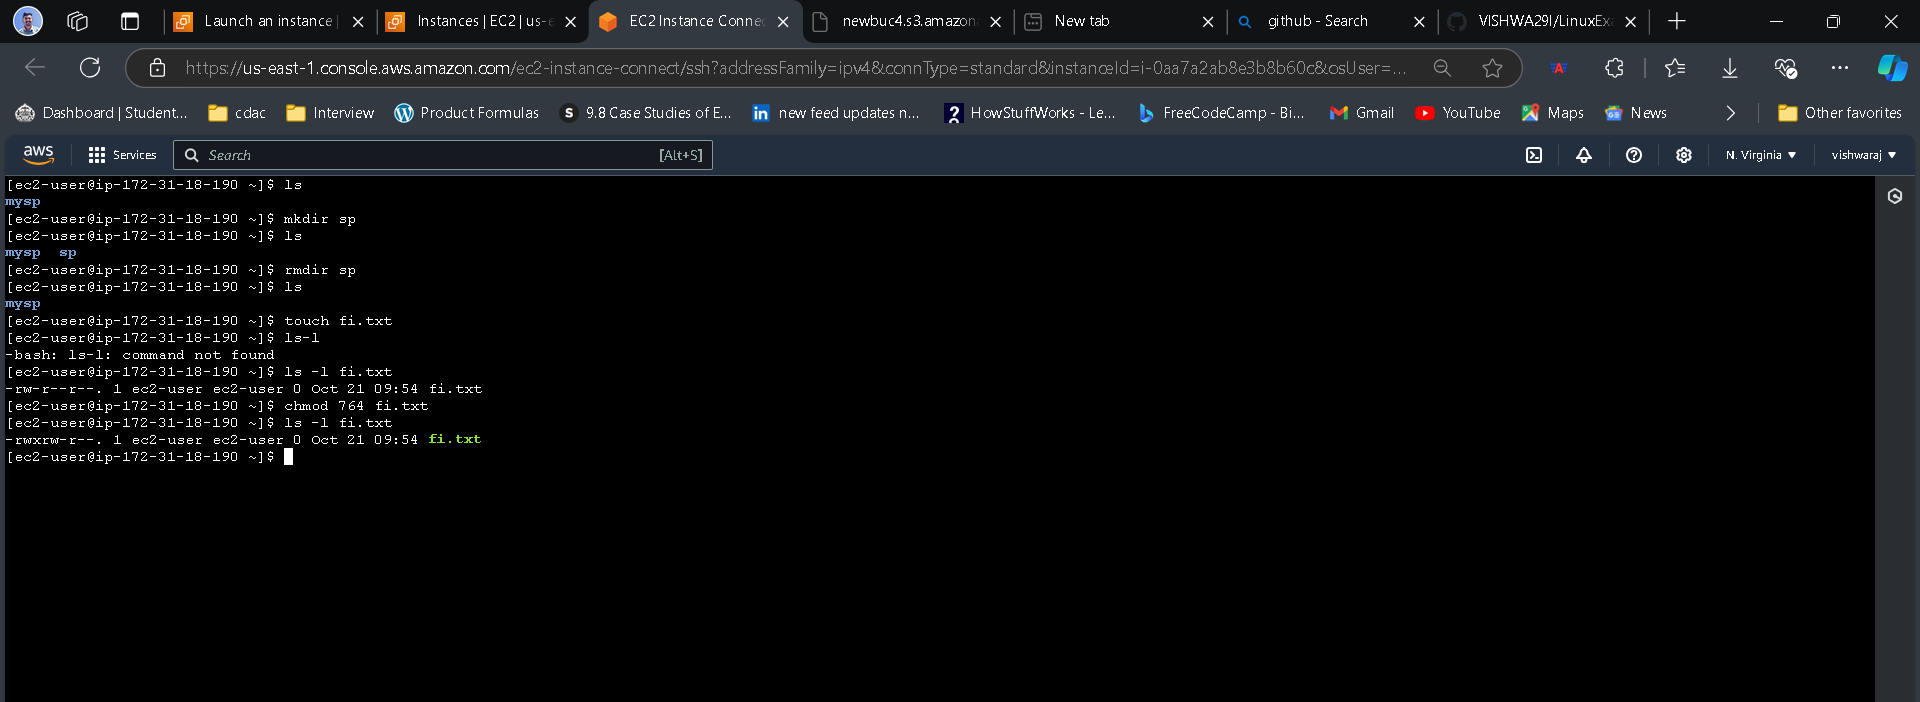 Launch an instance
Instances | EC2 | us-e
EC2 Instance Connec
newbuc4.s3.amazon
New tab
github - Search
VISHWA29I/LinuxExa
https://us-east-1.console.aws.amazon.com/ec2-instance-connect/ssh?addressFamily=ipv4&connType=standard&instanceId=i-0aa7a2ab8e3b8b60c&osUser=...
Dashboard | Student...
cdac
Interview
Product Formulas
9.8 Case Studies of E...
new feed updates n...
HowStuffWorks - Le...
FreeCodeCamp - Bi...
Gmail
YouTube
Maps
News
Other favorites
aws
Services
Search
[Alt+S]
N. Virginia
vishwaraj
[ec2-user@ip-172-31-18-190 ~]$ ls
mysp
[ec2-user@ip-172-31-18-190 ~]$ mkdir sp
[ec2-user@ip-172-31-18-190 ~]$ ls
mysp  sp
[ec2-user@ip-172-31-18-190 ~]$ rmdir sp
[ec2-user@ip-172-31-18-190 ~]$ ls
mysp
[ec2-user@ip-172-31-18-190 ~]$ touch fi.txt
[ec2-user@ip-172-31-18-190 ~]$ ls-l
-bash: ls-l: command not found
[ec2-user@ip-172-31-18-190 ~]$ ls -l fi.txt
-rw-r--r--. 1 ec2-user ec2-user 0 Oct 21 09:54 fi.txt
[ec2-user@ip-172-31-18-190 ~]$ chmod 764 fi.txt
[ec2-user@ip-172-31-18-190 ~]$ ls -l fi.txt
-rwxrw-r--. 1 ec2-user ec2-user 0 Oct 21 09:54 fi.txt
[ec2-user@ip-172-31-18-190 ~]$